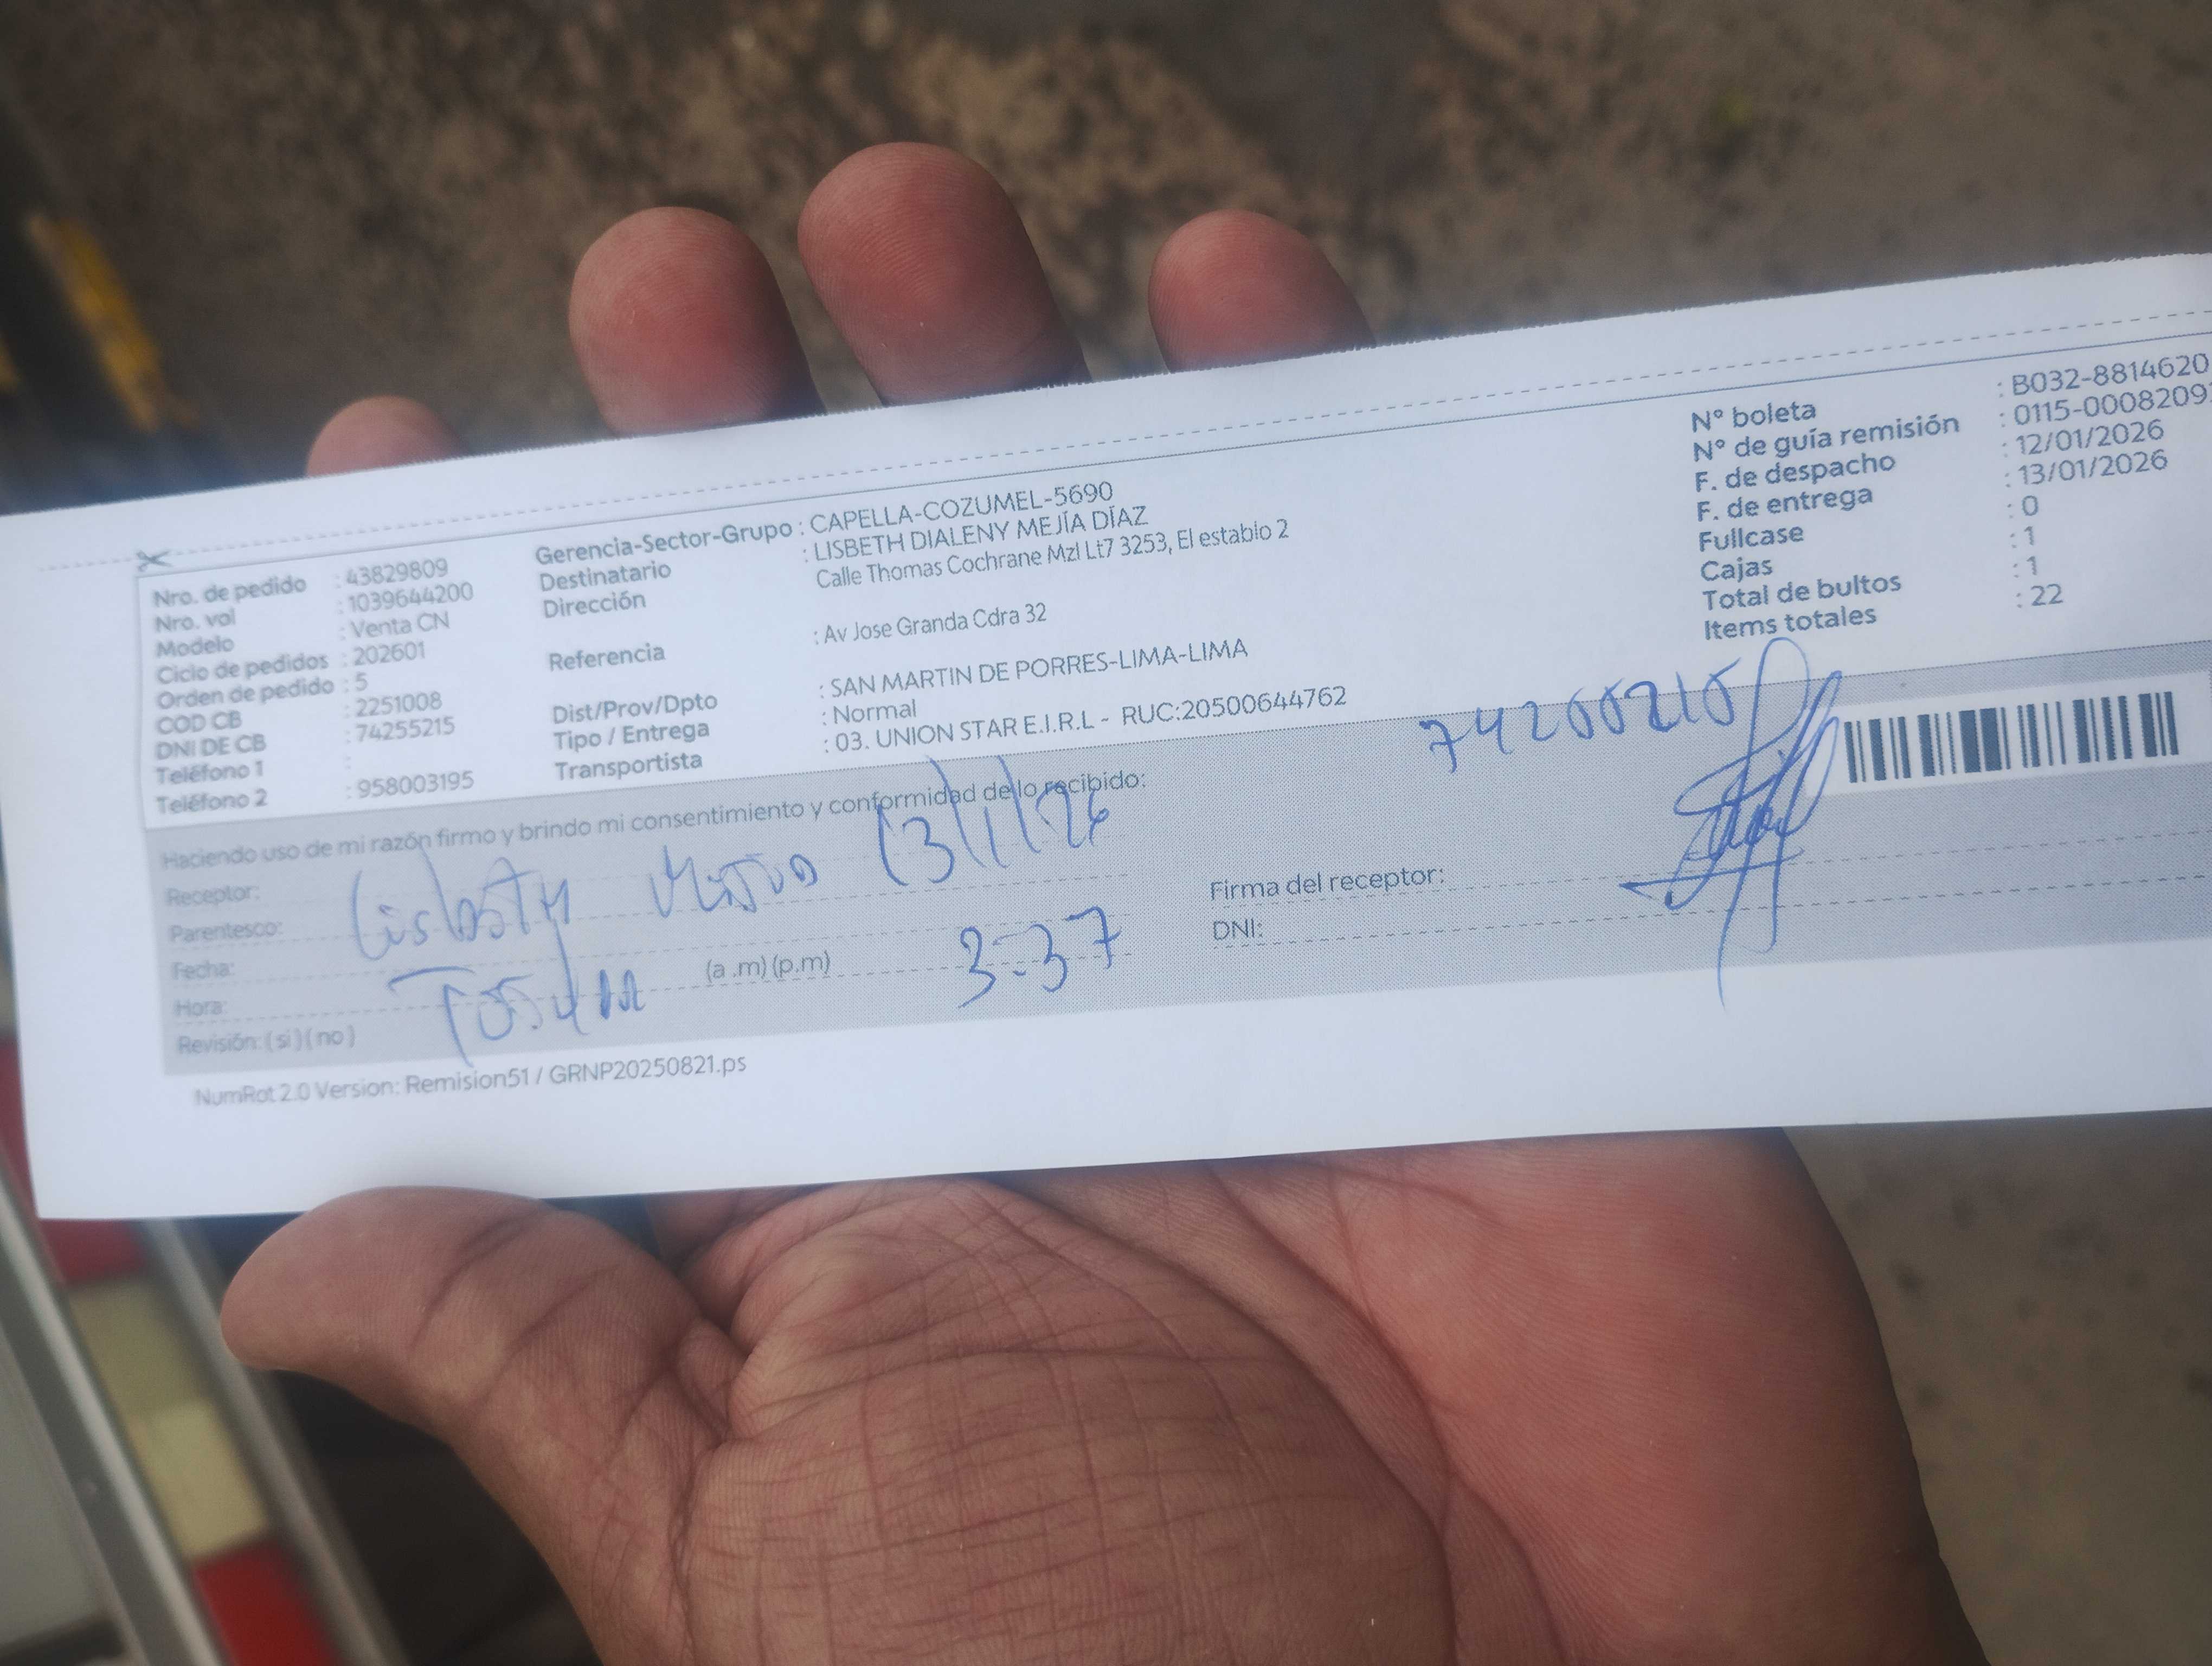 Nro. de pedido : 43829809
Nro. vol : 1039644200
Modelo : Venta CN
Ciclo de pedidos : 202601
Orden de pedido : 5
COD CB : 2251008
DNI DE CB : 74255215
Teléfono 1 :
Teléfono 2 : 958003195
Gerencia-Sector-Grupo : CAPELLA-COZUMEL-5690
Destinatario : LISBETH DIALENY MEJÍA DÍAZ
Dirección Calle Thomas Cochrane Mzl Lt7 3253, El establo 2
Referencia : Av Jose Granda Cdra 32
Dist/Prov/Dpto : SAN MARTIN DE PORRES-LIMA-LIMA
Tipo / Entrega : Normal
Transportista : 03. UNION STAR E.I.R.L - RUC:20500644762
N° boleta : B032-8814620
N° de guía remisión : 0115-0008209
F. de despacho : 12/01/2026
F. de entrega : 13/01/2026
Fullcase : 0
Cajas : 1
Total de bultos : 1
Items totales : 22
Haciendo uso de mi razón firmo y brindo mi consentimiento y conformidad de lo recibido:
Receptor:
Parentesco:
Fecha:
Hora: (a .m) (p.m)
Revisión: ( si ) ( no )
13/1/26
3:37
Firma del receptor:
DNI:
NumRot 2.0 Version: Remision51 / GRNP20250821.ps